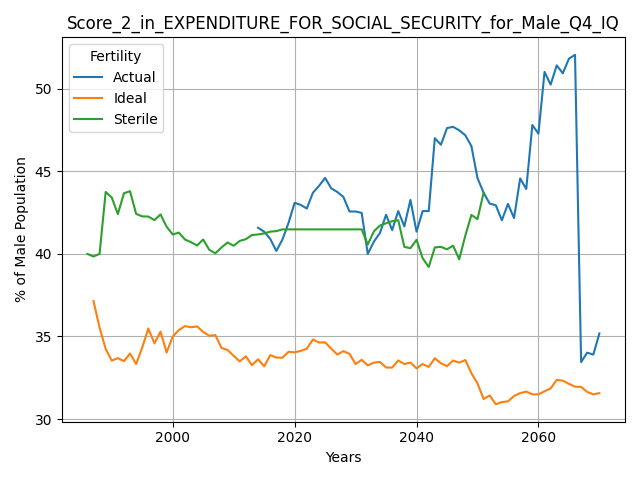 Score_2_in_EXPENDITURE_FOR_SOCIAL_SECURITY_for_Male_Q4_IQ
Fertility
Actual
Ideal
Sterile
% of Male Population
50
45
40
35
30
2000
2020
2040
2060
Years